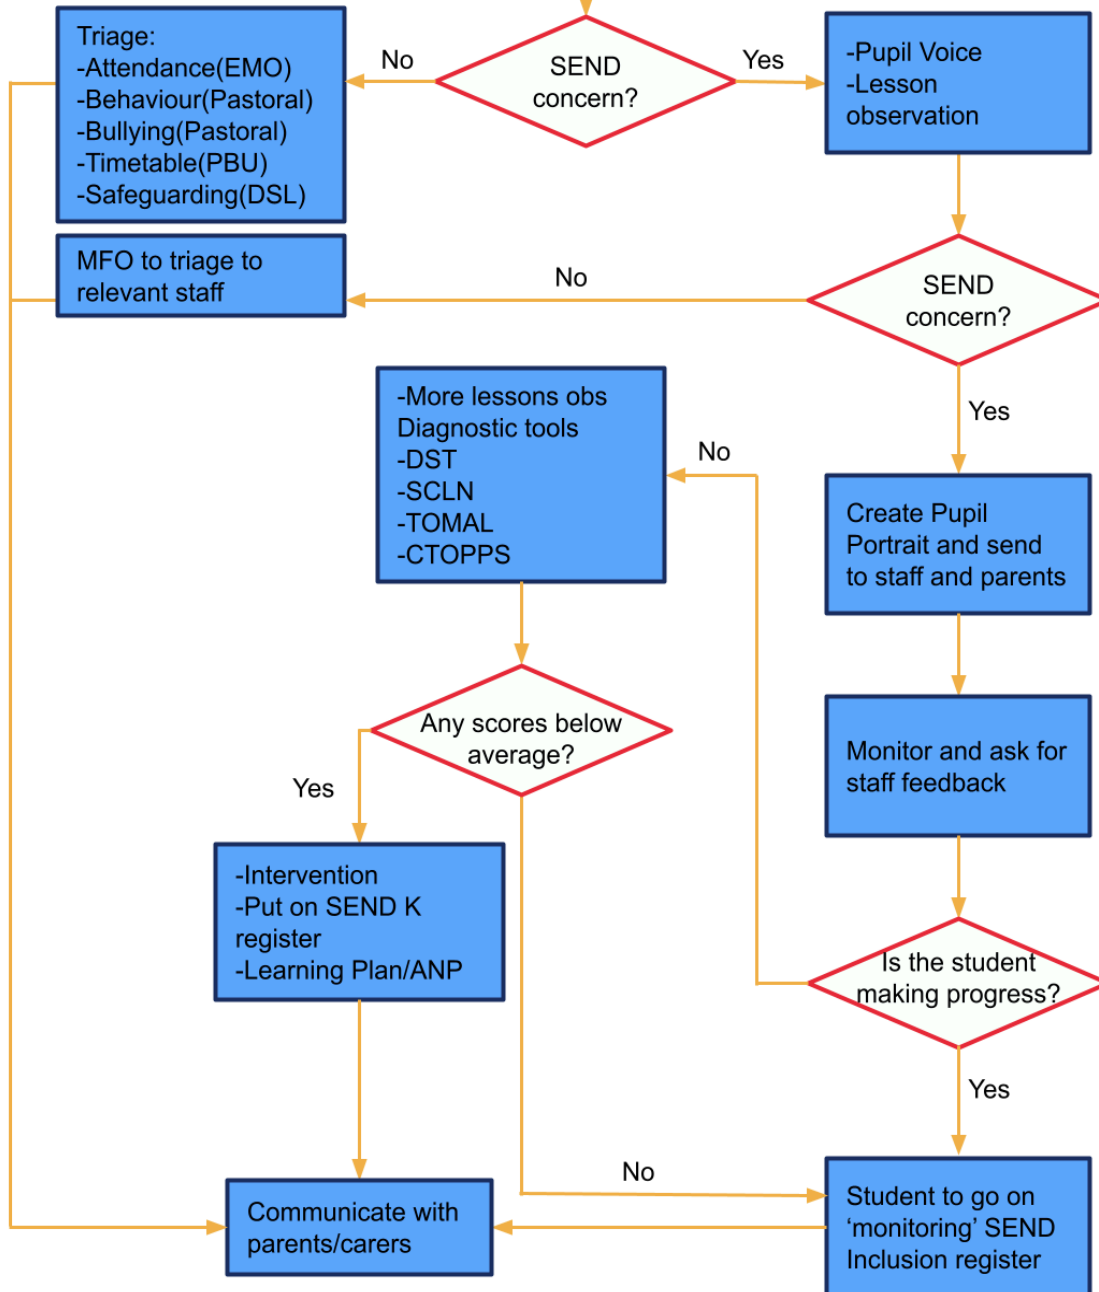 Triage:
-Attendance(EMO)
-Behaviour(Pastoral)
-Bullying(Pastoral)
-Timetable(PBU)
-Safeguarding(DSL)
No
SEND
concern?
Yes
-Pupil Voice
-Lesson
observation
MFO to triage to
relevant staff
No
SEND
concern?
Yes
-More lessons obs
Diagnostic tools
-DST
-SCLN
-TOMAL
-CTOPPS
No
Create Pupil
Portrait and send
to staff and parents
Any scores below
average?
Monitor and ask for
staff feedback
Yes
-Intervention
-Put on SEND K
register
-Learning Plan/ANP
Is the student
making progress?
Yes
No
Communicate with
parents/carers
Student to go on
‘monitoring’ SEND
Inclusion register